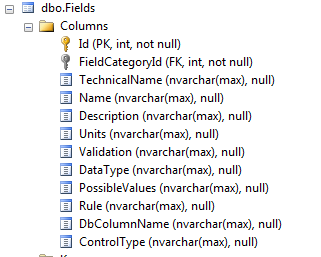 dbo.Fields
Columns
Id (PK, int, not null)
FieldCategoryId (FK, int, not null)
TechnicalName (nvarchar(max), null)
Name (nvarchar(max), null)
Description (nvarchar(max), null)
Units (nvarchar(max), null)
Validation (nvarchar(max), null)
DataType (nvarchar(max), null)
PossibleValues (nvarchar(max), null)
Rule (nvarchar(max), null)
DbColumnName (nvarchar(max), null)
ControlType (nvarchar(max), null)